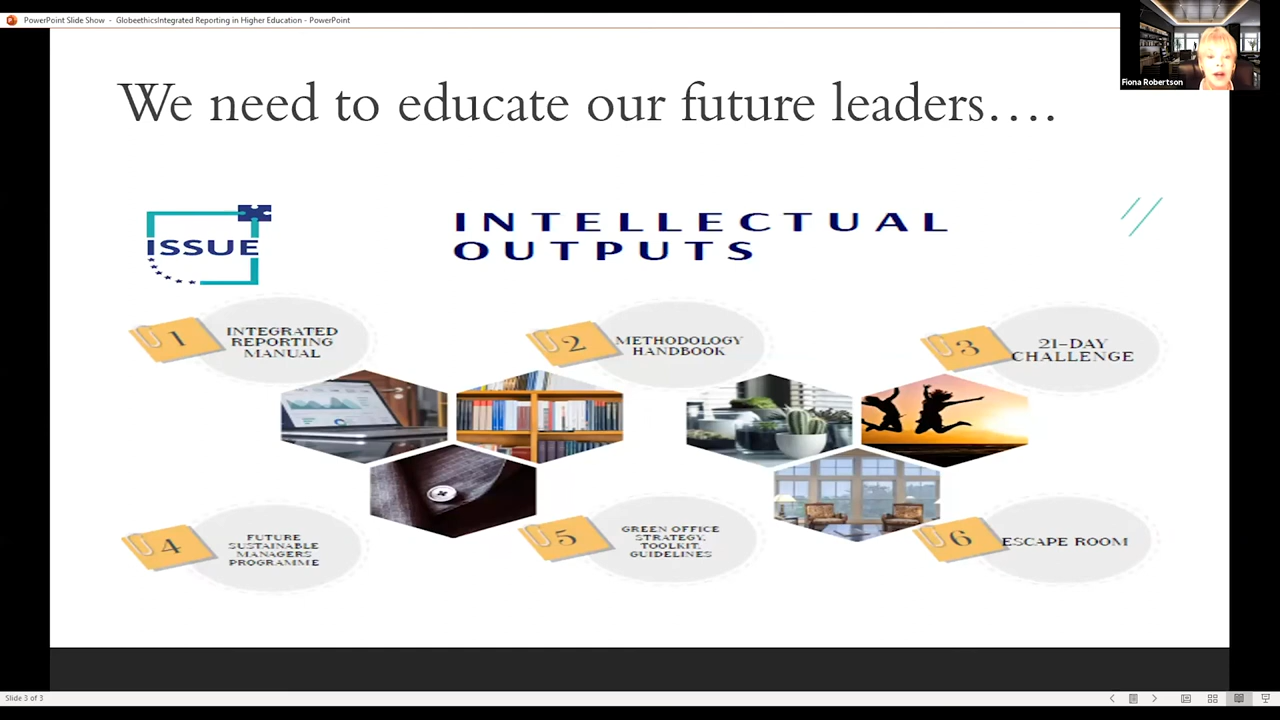 PowerPoint Slide Show - GlobeethicsIntegrated Reporting in Higher Education - PowerPoint
Fiona Robertson
We need to educate our future leaders....
ISSUE
INTELLECTUAL
OUTPUTS
1
INTEGRATED
REPORTING
MANUAL
2
METHODOLOGY
HANDBOOK
3
21-DAY
CHALLENGE
4
FUTURE
SUSTAINABLE
MANAGERS
PROGRAMME
5
GREEN OFFICE
STRATEGY,
TOOLKIT,
GUIDELINES
6
ESCAPE ROOM
Slide 3 of 3